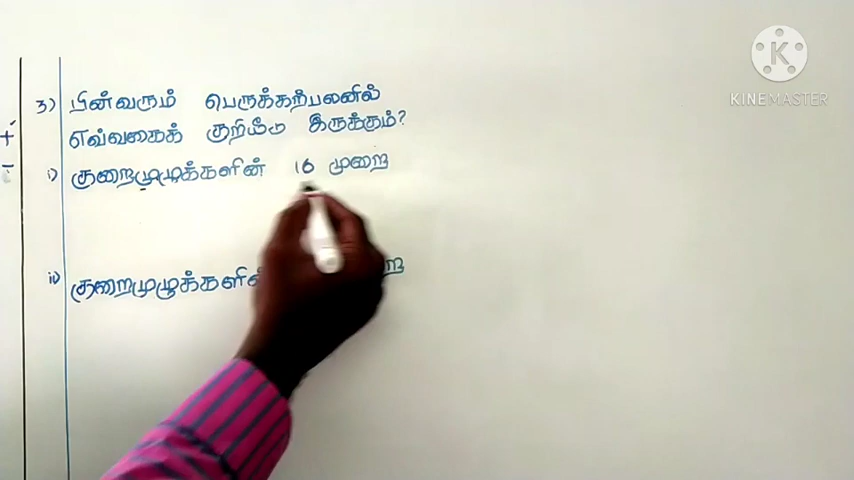 3) பின்வரும் பெருக்கற்பலனில்
எவ்வகைக் குறியீடு இருக்கும்?
i) குறைமுழுக்களின் 16 முறை
ii) குறைமுழுக்களின்
+
-
KINEMASTER